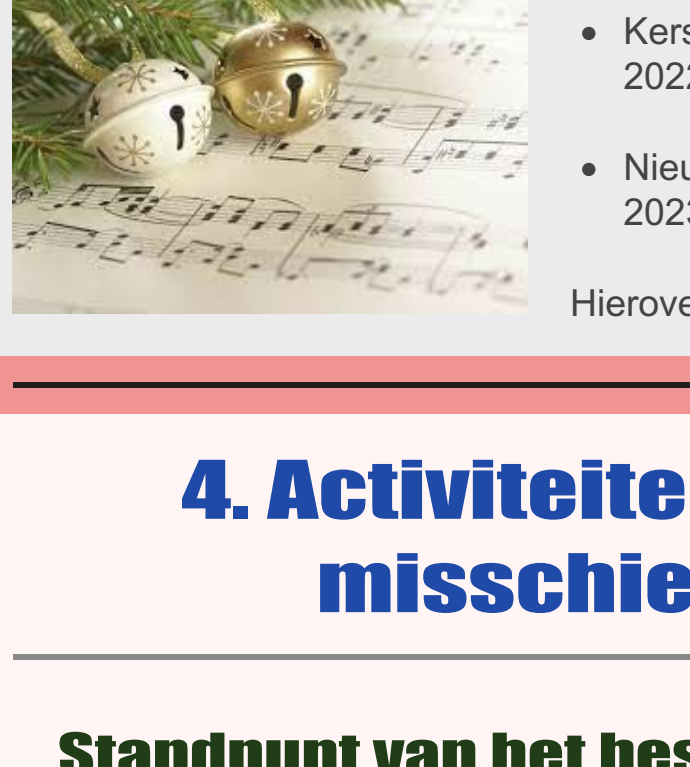 • Kers
2022
• Nieu
2023
Hierove
4. Activiteite
misschie
Standpunt van het bes